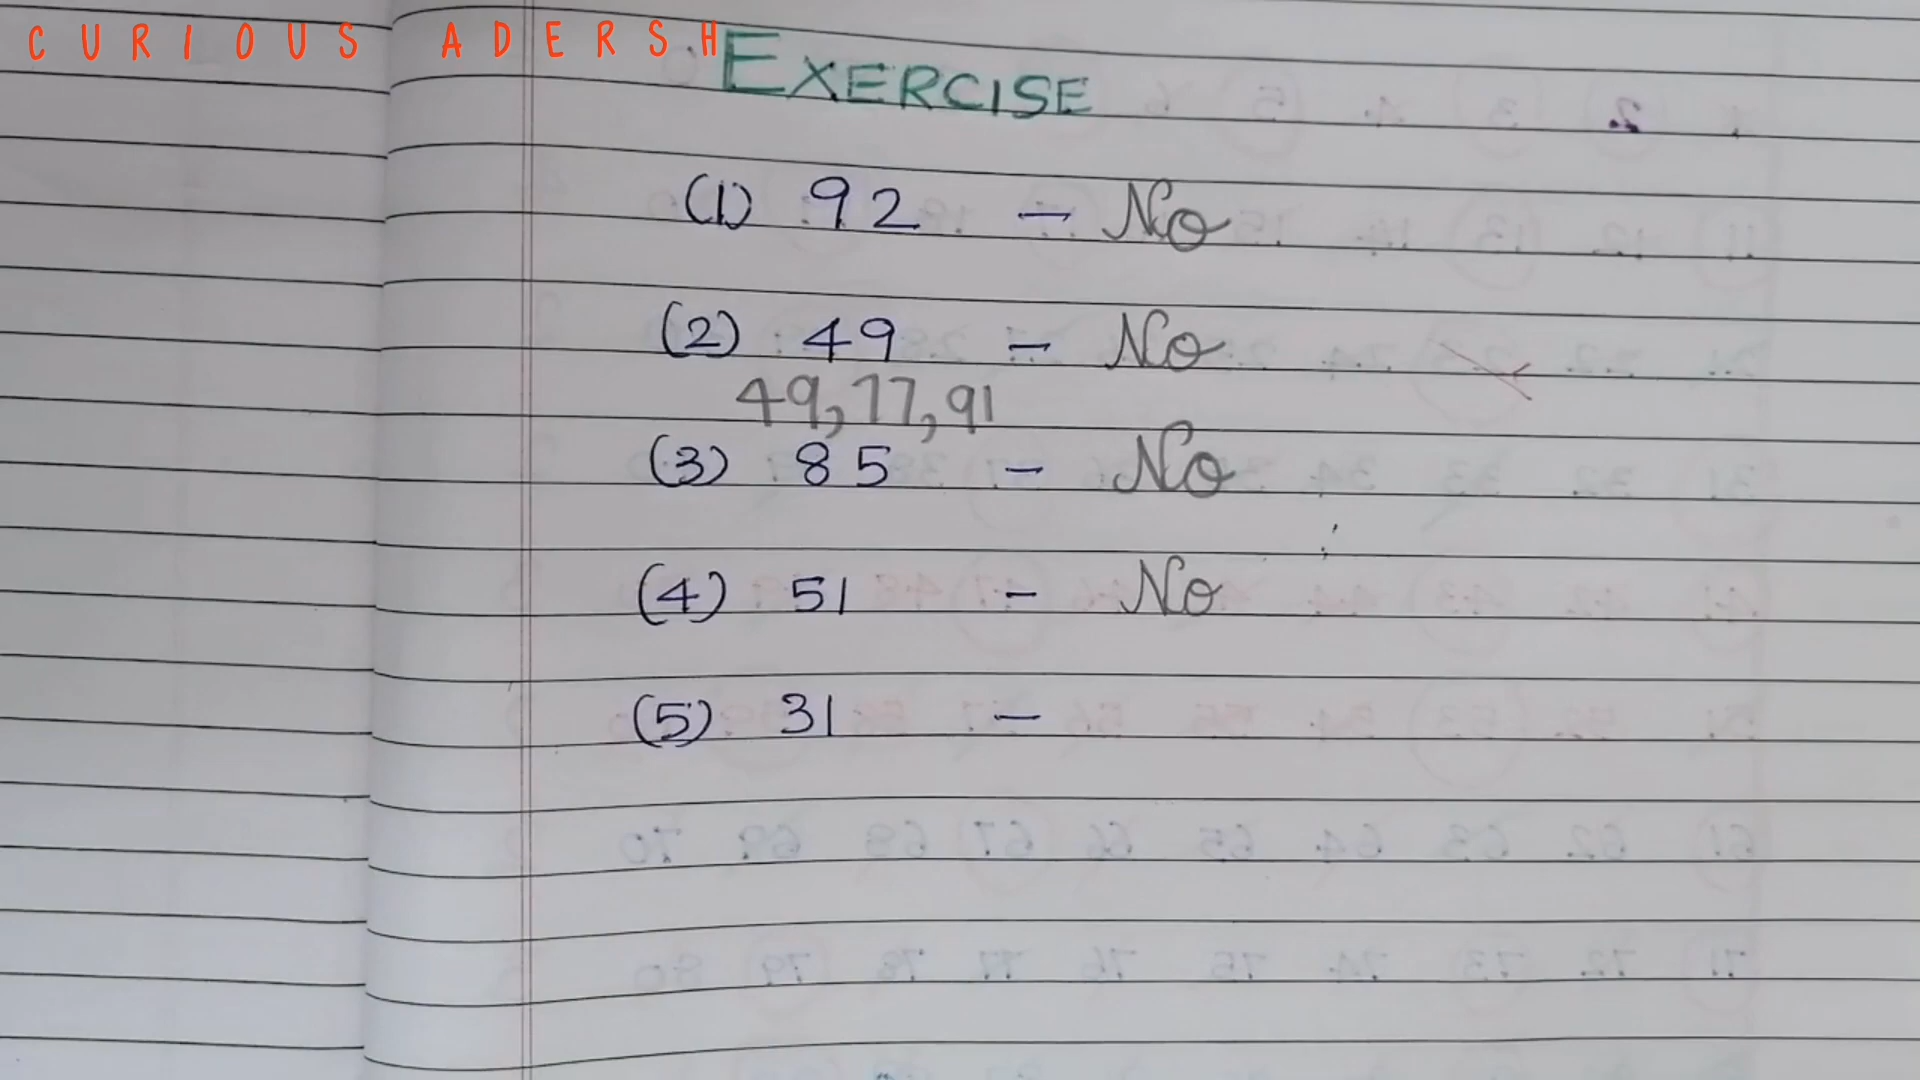 CURIOUS ADERSH
EXERCISE
(1) 92 - No
(2) 49 - No
49, 77, 91
(3) 85 - No
(4) 51 - No
(5) 31 -